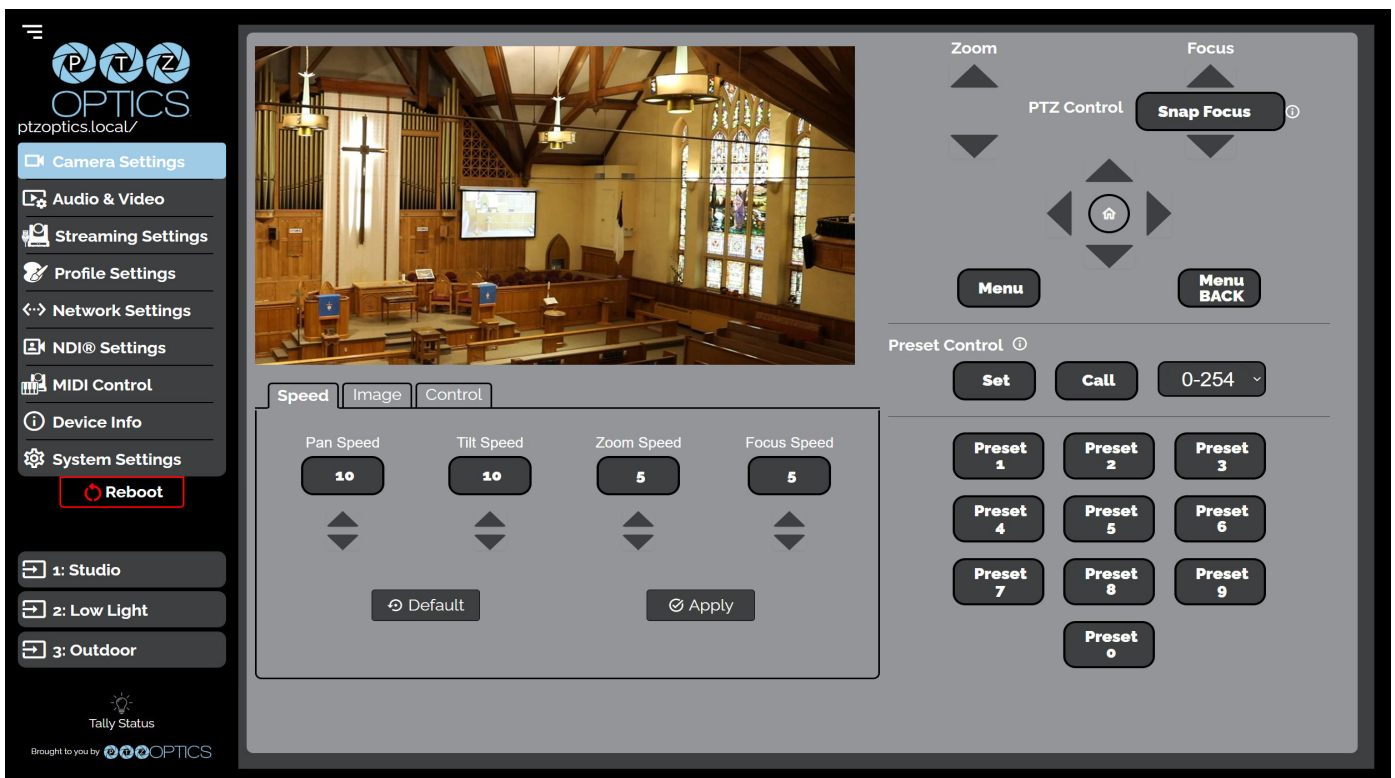 P T Z
OPTICS
ptzoptics.local/
Camera Settings
Audio & Video
Streaming Settings
Profile Settings
Network Settings
NDI® Settings
MIDI Control
Device Info
System Settings
Reboot
1: Studio
2: Low Light
3: Outdoor
Tally Status
Brought to you by PTZOPTICS
Speed Image Control
Pan Speed Tilt Speed Zoom Speed Focus Speed
10 10 5 5
Default Apply
Zoom Focus
PTZ Control Snap Focus
Menu
Menu
BACK
Preset Control
Set Call 0-254
Preset
1
Preset
2
Preset
3
Preset
4
Preset
5
Preset
6
Preset
7
Preset
8
Preset
9
Preset
0